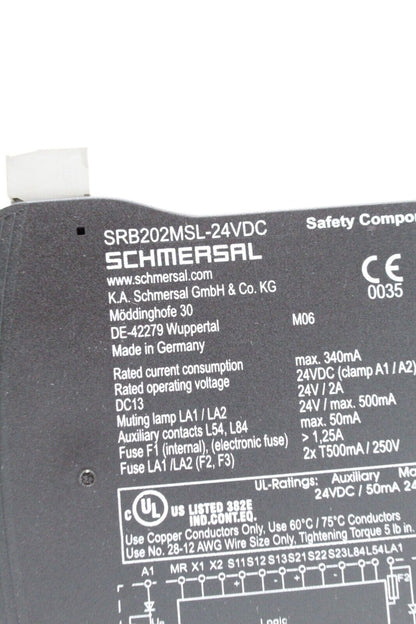 SRB202MSL-24VDC
Safety Compo
SCHMERSAL
www.schmersal.com
K.A. Schmersal GmbH & Co. KG
Möddinghofe 30
DE-42279 Wuppertal
Made in Germany
CE
0035
M06
Rated current consumption max. 340mA
Rated operating voltage 24VDC (clamp A1 / A2)
DC13 24V / 2A
Muting lamp LA1 / LA2 24V / max. 500mA
Auxiliary contacts L54, L84 max. 50mA
Fuse F1 (internal), (electronic fuse) > 1,25A
Fuse LA1 /LA2 (F2, F3) 2x T500mA / 250V
UL-Ratings: Auxiliary Ma
24VDC / 50mA 24
c UL US LISTED 382E
IND.CONT.EQ.
Use Copper Conductors Only, Use 60°C / 75°C Conductors
Use No. 28-12 AWG Wire Size Only, Tightening Torque 5 lb in.
A1 MR X1 X2 S11 S12 S13 S21 S22 S23 L84 L54 LA1
F2
Logic